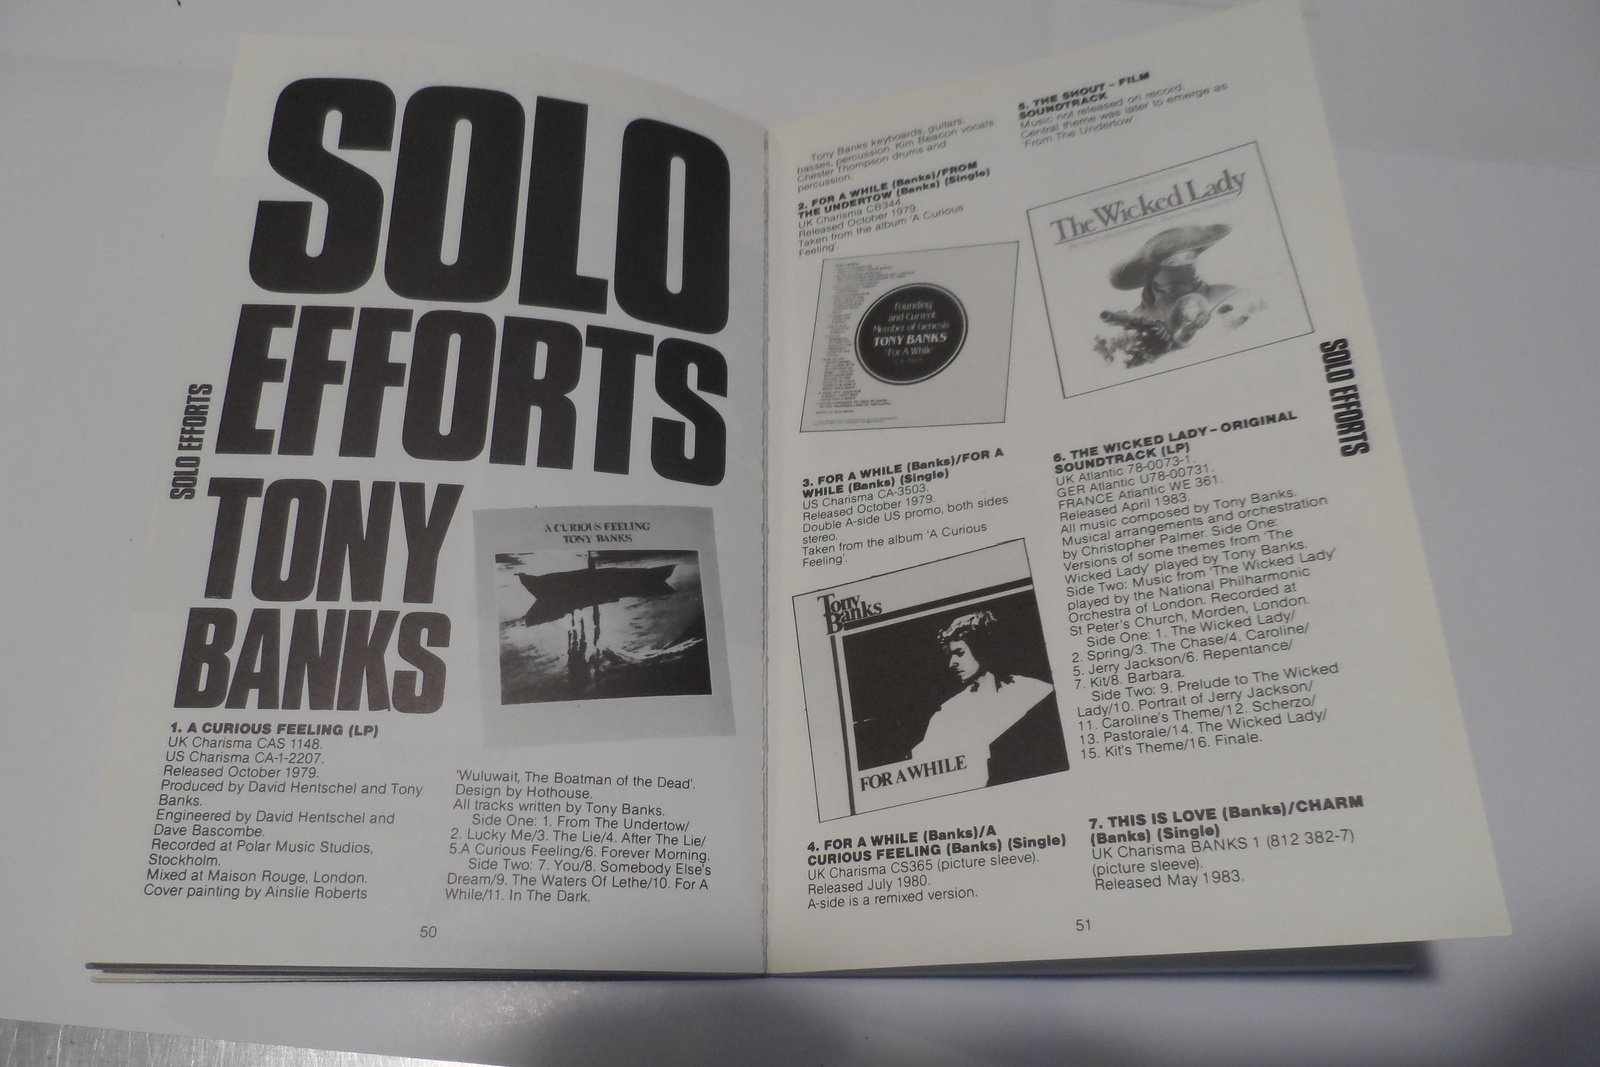 SOLO
EFFORTS
SOLO EFFORTS
TONY
BANKS
A CURIOUS FEELING
TONY BANKS
1. A CURIOUS FEELING (LP)
UK Charisma CAS 1148.
US Charisma CA-1-2207.
Released October 1979.
Produced by David Hentschel and Tony
Banks.
Engineered by David Hentschel and
Dave Bascombe.
Recorded at Polar Music Studios,
Stockholm.
Mixed at Maison Rouge, London.
Cover painting by Ainslie Roberts
'Wuluwait, The Boatman of the Dead'.
Design by Hothouse.
All tracks written by Tony Banks.
Side One: 1. From The Undertow/
2. Lucky Me/3. The Lie/4. After The Lie/
5.A Curious Feeling/6. Forever Morning.
Side Two: 7. You/8. Somebody Else's
Dream/9. The Waters Of Lethe/10. For A
While/11. In The Dark.
50
Tony Banks keyboards, guitars,
basses, percussion. Kim Beacon vocals
Chester Thompson drums and
percussion.
2. FOR A WHILE (Banks)/FROM
THE UNDERTOW (Banks) (Single)
UK Charisma CB344.
Released October 1979.
Taken from the album 'A Curious
Feeling'.
Founding
and Current
Member of Genesis
TONY BANKS
'For A While'
3. FOR A WHILE (Banks)/FOR A
WHILE (Banks) (Single)
US Charisma CA-3503.
Released October 1979.
Double A-side US promo, both sides
stereo.
Taken from the album 'A Curious
Feeling'.
Tony
Banks
FOR A WHILE
4. FOR A WHILE (Banks)/A
CURIOUS FEELING (Banks) (Single)
UK Charisma CS365 (picture sleeve).
Released July 1980.
A-side is a remixed version.
5. THE SHOUT – FILM
SOUNDTRACK
Music not released on record.
Central theme was later to emerge as
'From The Undertow'.
The Wicked Lady
SOLO EFFORTS
6. THE WICKED LADY – ORIGINAL
SOUNDTRACK (LP)
UK Atlantic 78-0073-1.
GER Atlantic U78-00731.
FRANCE Atlantic WE 361.
Released April 1983.
All music composed by Tony Banks.
Musical arrangements and orchestration
by Christopher Palmer. Side One:
Versions of some themes from 'The
Wicked Lady' played by Tony Banks.
Side Two: Music from 'The Wicked Lady'
played by the National Philharmonic
Orchestra of London. Recorded at
St Peter's Church, Morden, London.
Side One: 1. The Wicked Lady/
2. Spring/3. The Chase/4. Caroline/
5. Jerry Jackson/6. Repentance/
7. Kit/8. Barbara.
Side Two: 9. Prelude to The Wicked
Lady/10. Portrait of Jerry Jackson/
11. Caroline's Theme/12. Scherzo/
13. Pastorale/14. The Wicked Lady/
15. Kit's Theme/16. Finale.
7. THIS IS LOVE (Banks)/CHARM
(Banks) (Single)
UK Charisma BANKS 1 (812 382-7)
(picture sleeve).
Released May 1983.
51